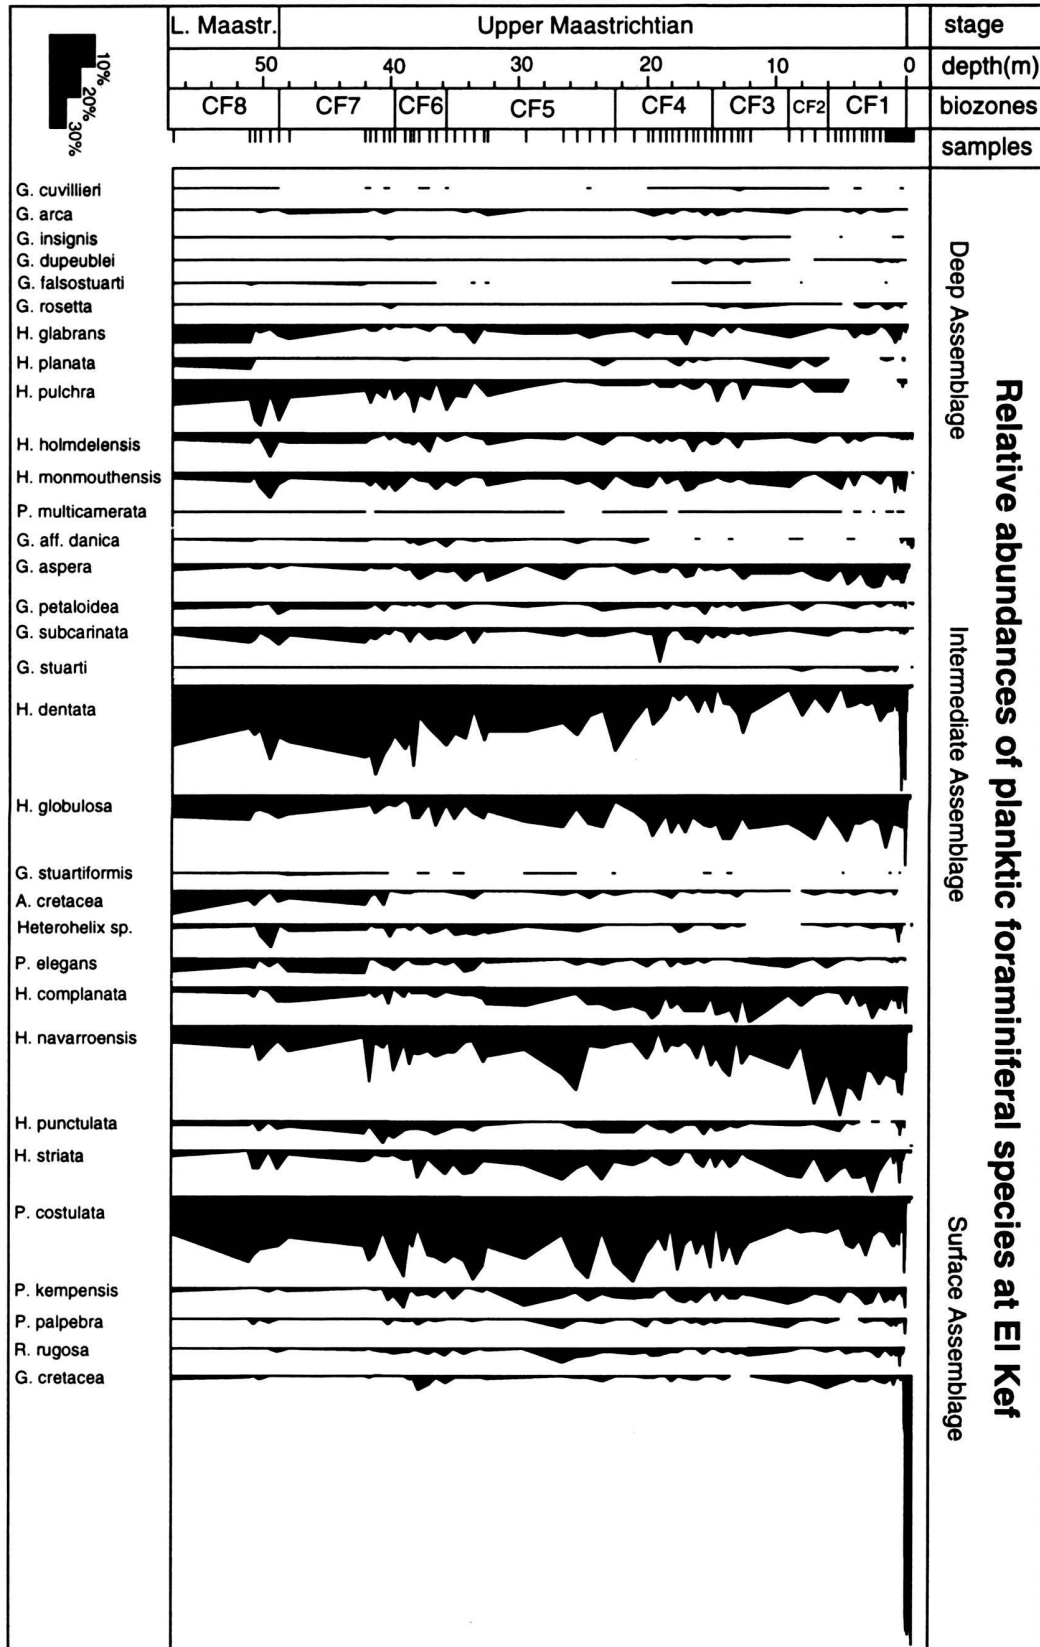 L. Maastr. Upper Maastrichtian stage
50 40 30 20 10 0 depth(m)
CF8 CF7 CF6 CF5 CF4 CF3 CF2 CF1 biozones
samples
10%
20%
30%
G. cuvillieri
G. arca
G. insignis
G. dupeublei
G. falsostuarti
G. rosetta
H. glabrans
H. planata
H. pulchra
H. holmdelensis
H. monmouthensis
P. multicamerata
G. aff. danica
G. aspera
G. petaloidea
G. subcarinata
G. stuarti
H. dentata
H. globulosa
G. stuartiformis
A. cretacea
Heterohelix sp.
P. elegans
H. complanata
H. navarroensis
H. punctulata
H. striata
P. costulata
P. kempensis
P. palpebra
R. rugosa
G. cretacea
Deep Assemblage
Intermediate Assemblage
Surface Assemblage
Relative abundances of planktic foraminiferal species at El Kef